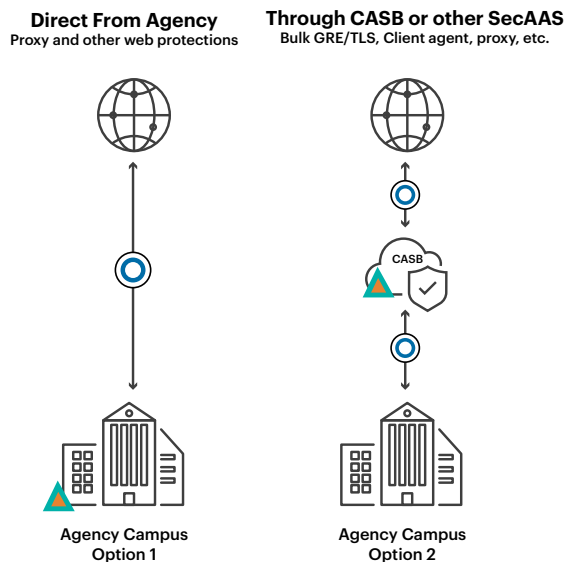 Direct From Agency
Proxy and other web protections
Through CASB or other SecAAS
Bulk GRE/TLS, Client agent, proxy, etc.
CASB
Agency Campus
Option 1
Agency Campus
Option 2